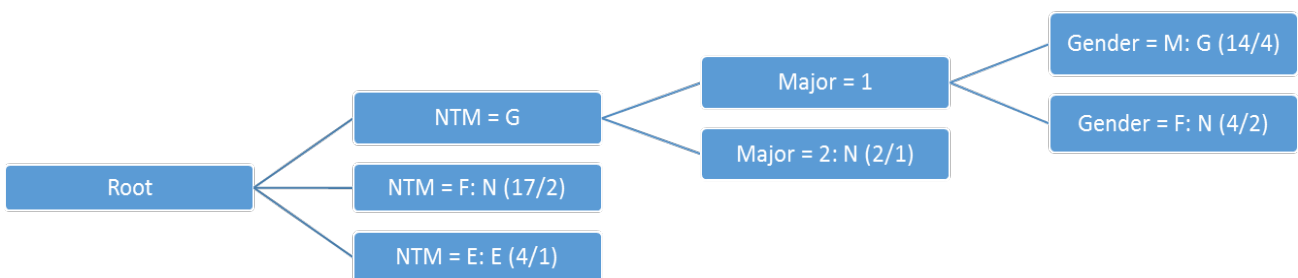 Root
NTM = G
NTM = F: N (17/2)
NTM = E: E (4/1)
Major = 1
Major = 2: N (2/1)
Gender = M: G (14/4)
Gender = F: N (4/2)